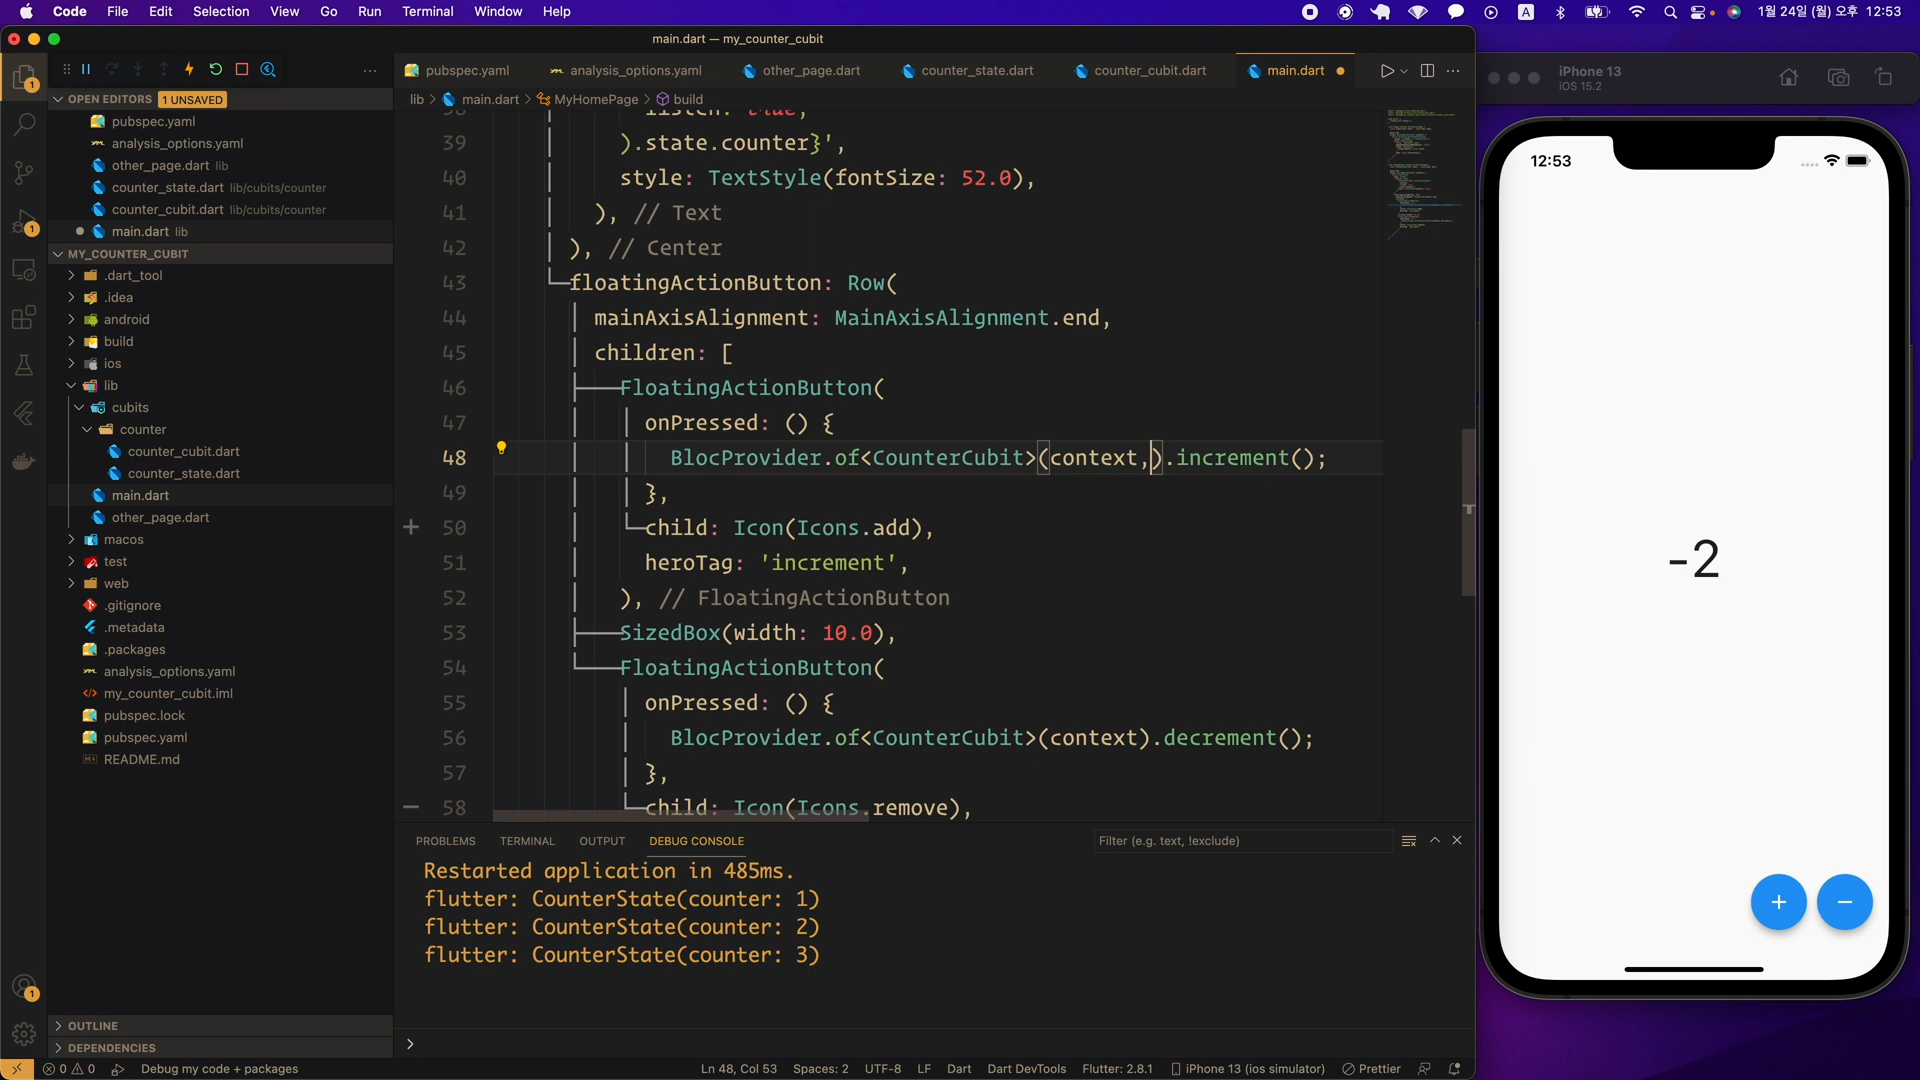 Code File Edit Selection View Go Run Terminal Window Help
A 1월 24일 (월) 오후 12:53
main.dart — my_counter_cubit
OPEN EDITORS 1 UNSAVED
pubspec.yaml
analysis_options.yaml
other_page.dart lib
counter_state.dart lib/cubits/counter
counter_cubit.dart lib/cubits/counter
main.dart lib
MY_COUNTER_CUBIT
.dart_tool
.idea
android
build
ios
lib
cubits
counter
counter_cubit.dart
counter_state.dart
main.dart
other_page.dart
macos
test
web
.gitignore
.metadata
.packages
analysis_options.yaml
my_counter_cubit.iml
pubspec.lock
pubspec.yaml
README.md
OUTLINE
DEPENDENCIES
pubspec.yaml analysis_options.yaml other_page.dart counter_state.dart counter_cubit.dart main.dart
lib > main.dart > MyHomePage > build
38 listen: true,
39 ).state.counter}',
40 style: TextStyle(fontSize: 52.0),
41 ), // Text
42 ), // Center
43 floatingActionButton: Row(
44 mainAxisAlignment: MainAxisAlignment.end,
45 children: [
46 FloatingActionButton(
47 onPressed: () {
48 BlocProvider.of<CounterCubit>(context,).increment();
49 },
50 child: Icon(Icons.add),
51 heroTag: 'increment',
52 ), // FloatingActionButton
53 SizedBox(width: 10.0),
54 FloatingActionButton(
55 onPressed: () {
56 BlocProvider.of<CounterCubit>(context).decrement();
57 },
58 child: Icon(Icons.remove),
PROBLEMS TERMINAL OUTPUT DEBUG CONSOLE Filter (e.g. text, !exclude)
Restarted application in 485ms.
flutter: CounterState(counter: 1)
flutter: CounterState(counter: 2)
flutter: CounterState(counter: 3)
0 0 Debug my code + packages Ln 48, Col 53 Spaces: 2 UTF-8 LF Dart Dart DevTools Flutter: 2.8.1 iPhone 13 (ios simulator) Prettier
iPhone 13
iOS 15.2
12:53
-2